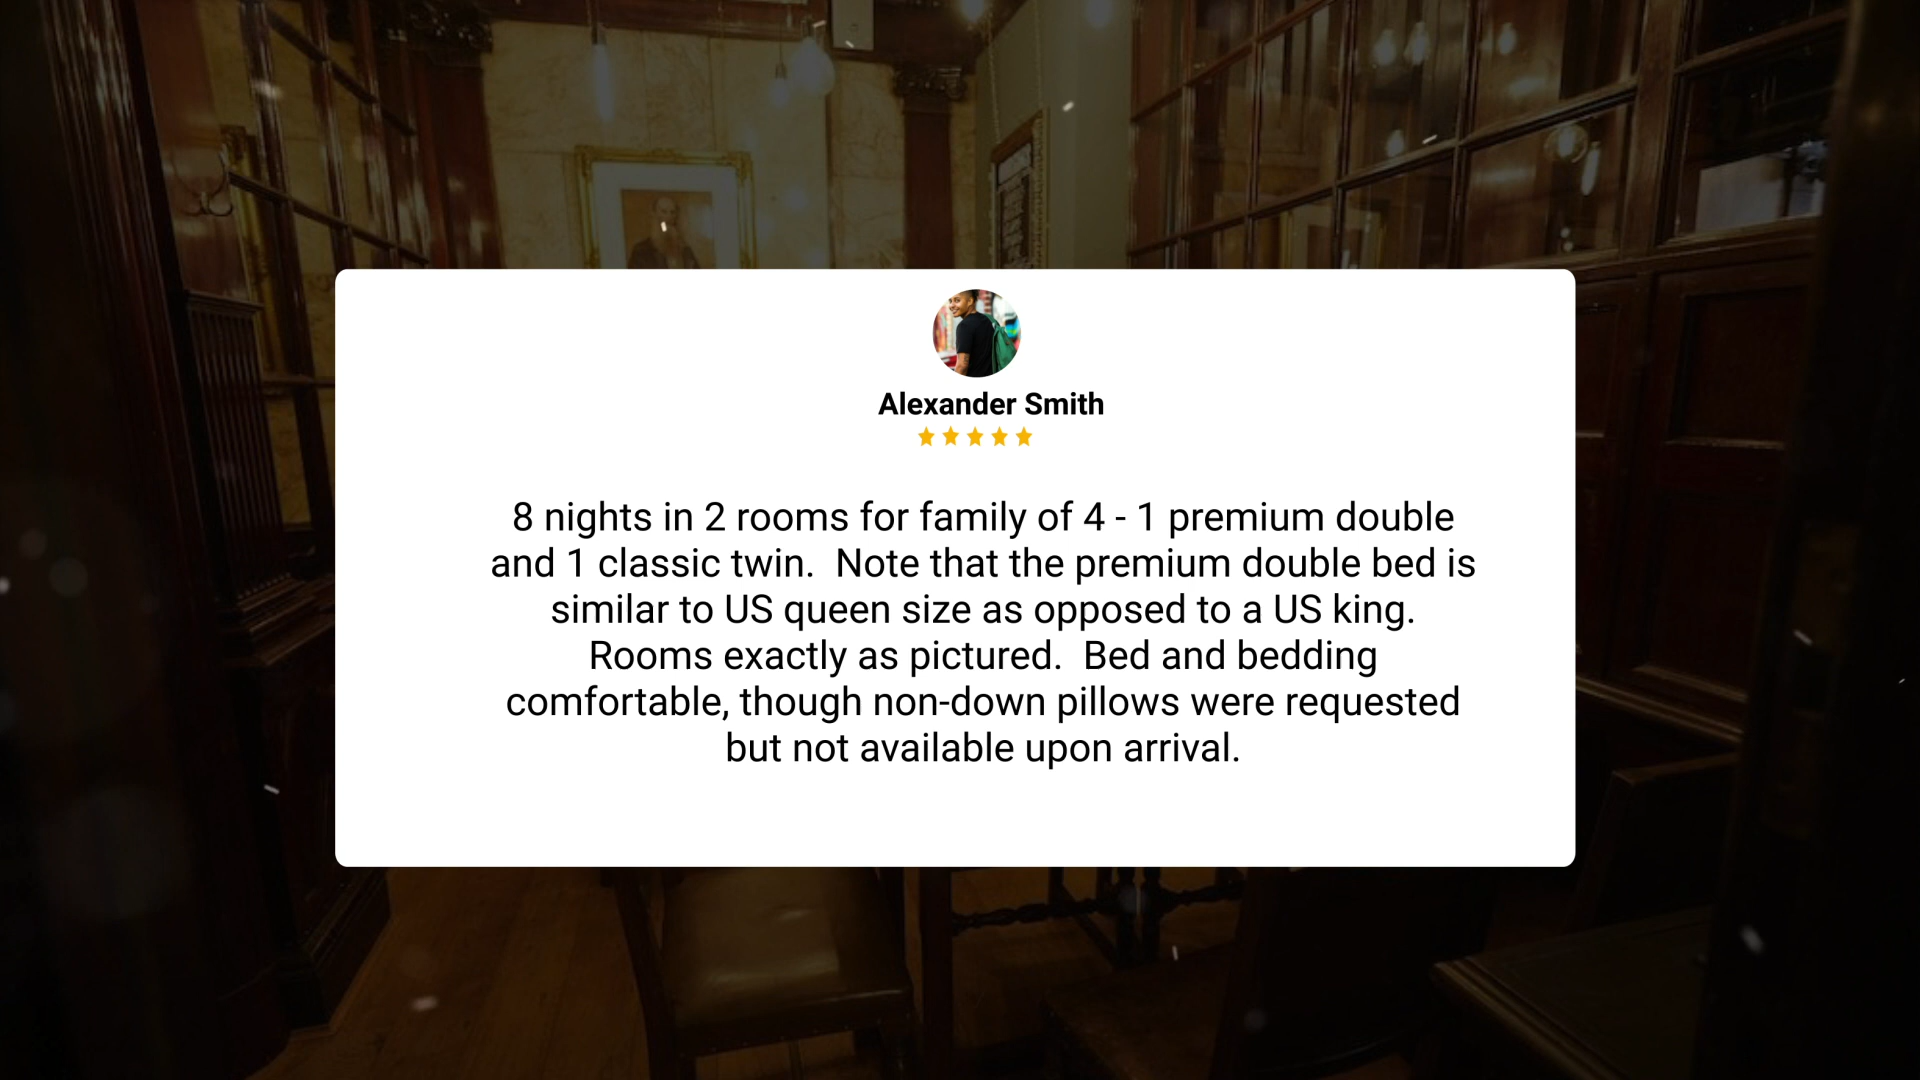 Alexander Smith
8 nights in 2 rooms for family of 4 - 1 premium double
and 1 classic twin.  Note that the premium double bed is
similar to US queen size as opposed to a US king.
Rooms exactly as pictured.  Bed and bedding
comfortable, though non-down pillows were requested
but not available upon arrival.